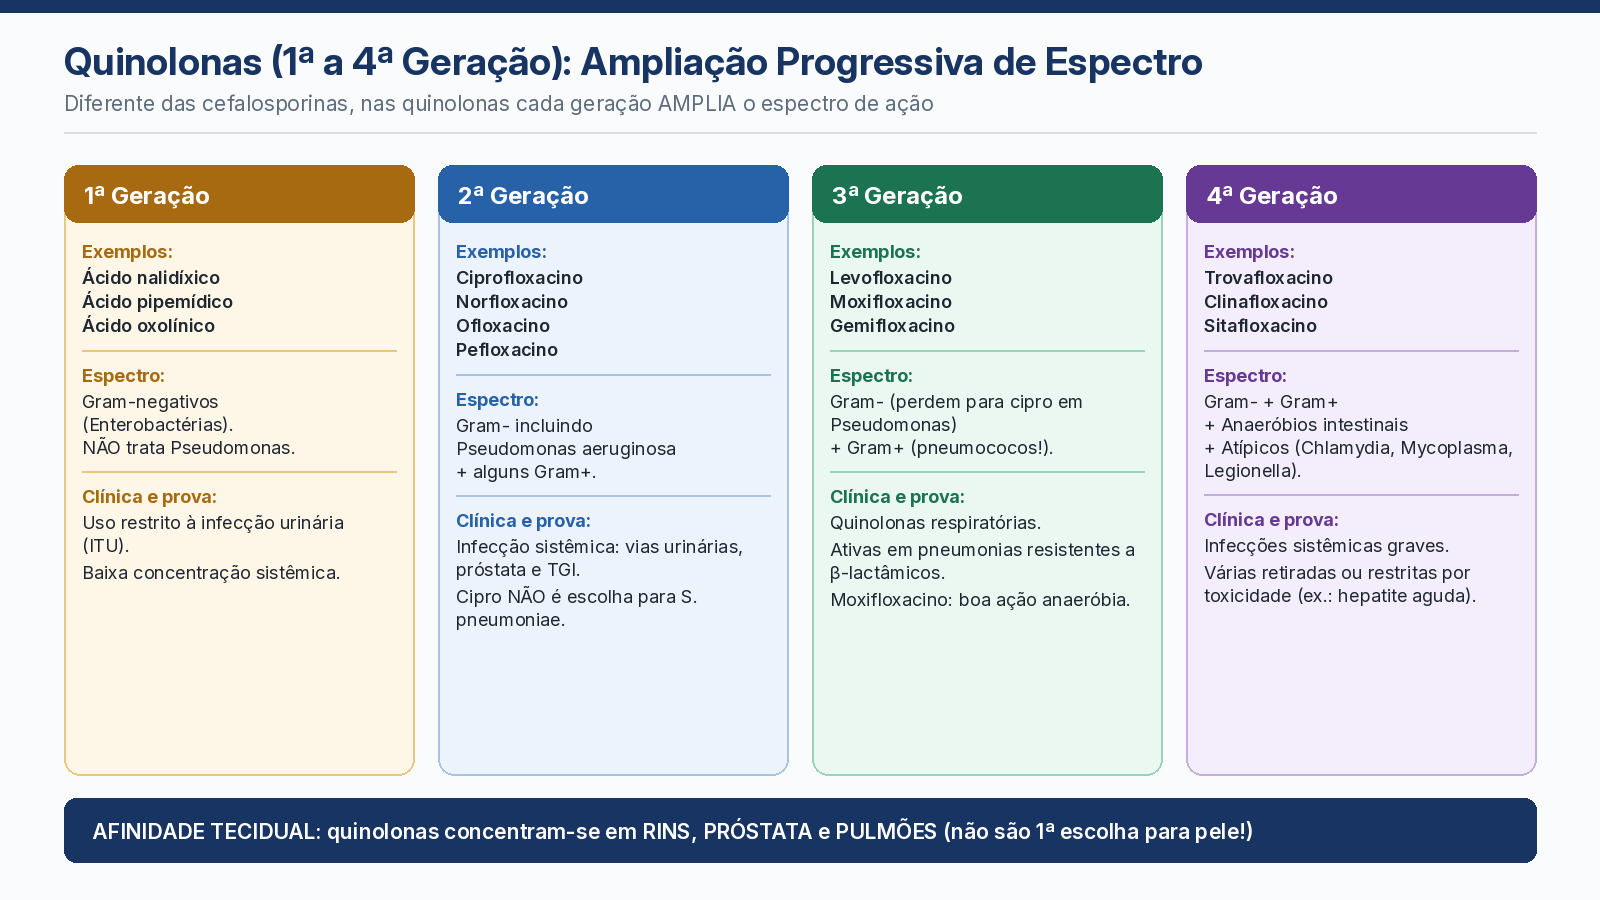 Quinolonas (1ª a 4ª Geração): Ampliação Progressiva de Espectro
Diferente das cefalosporinas, nas quinolonas cada geração AMPLIA o espectro de ação
1ª Geração
Exemplos:
Ácido nalidíxico
Ácido pipemídico
Ácido oxolínico
Espectro:
Gram-negativos
(Enterobactérias).
NÃO trata Pseudomonas.
Clínica e prova:
Uso restrito à infecção urinária
(ITU).
Baixa concentração sistêmica.
2ª Geração
Exemplos:
Ciprofloxacino
Norfloxacino
Ofloxacino
Pefloxacino
Espectro:
Gram- incluindo
Pseudomonas aeruginosa
+ alguns Gram+.
Clínica e prova:
Infecção sistêmica: vias urinárias,
próstata e TGI.
Cipro NÃO é escolha para S.
pneumoniae.
3ª Geração
Exemplos:
Levofloxacino
Moxifloxacino
Gemifloxacino
Espectro:
Gram- (perdem para cipro em
Pseudomonas)
+ Gram+ (pneumococos!).
Clínica e prova:
Quinolonas respiratórias.
Ativas em pneumonias resistentes a
β-lactâmicos.
Moxifloxacino: boa ação anaeróbia.
4ª Geração
Exemplos:
Trovafloxacino
Clinafloxacino
Sitafloxacino
Espectro:
Gram- + Gram+
+ Anaeróbios intestinais
+ Atípicos (Chlamydia, Mycoplasma,
Legionella).
Clínica e prova:
Infecções sistêmicas graves.
Várias retiradas ou restritas por
toxicidade (ex.: hepatite aguda).
AFINIDADE TECIDUAL: quinolonas concentram-se em RINS, PRÓSTATA e PULMÕES (não são 1ª escolha para pele!)